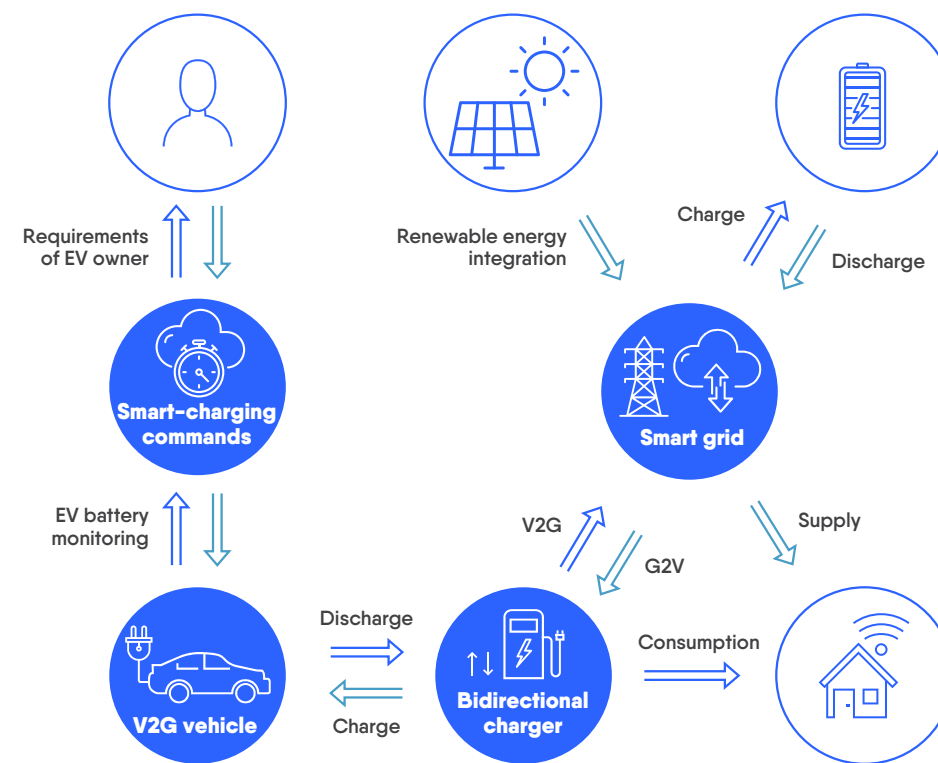 Requirements
of EV owner
Renewable energy
integration
Charge
Discharge
Smart-charging
commands
Smart grid
EV battery
monitoring
V2G
G2V
Supply
Discharge
Charge
Consumption
V2G vehicle
Bidirectional
charger